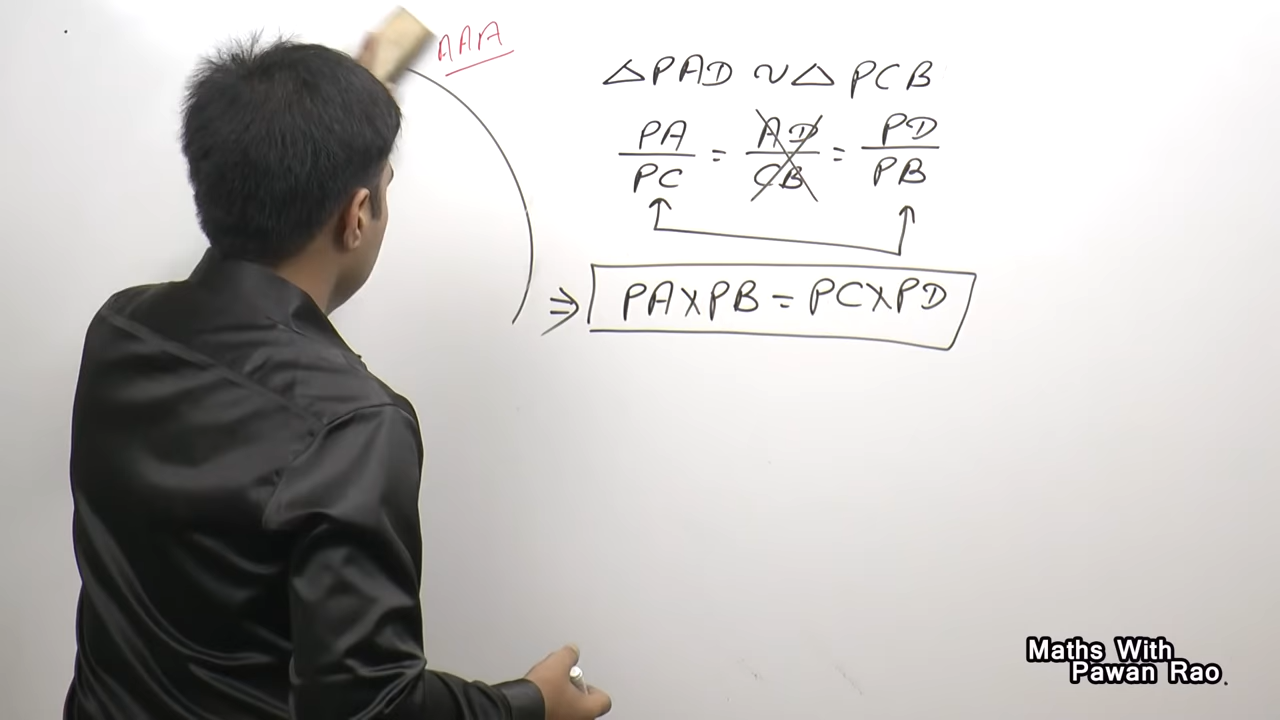 AAA
△PAD ~ △PCB
PA/PC = AD/CB = PD/PB
⇒ PA×PB = PC×PD
Maths With
Pawan Rao.